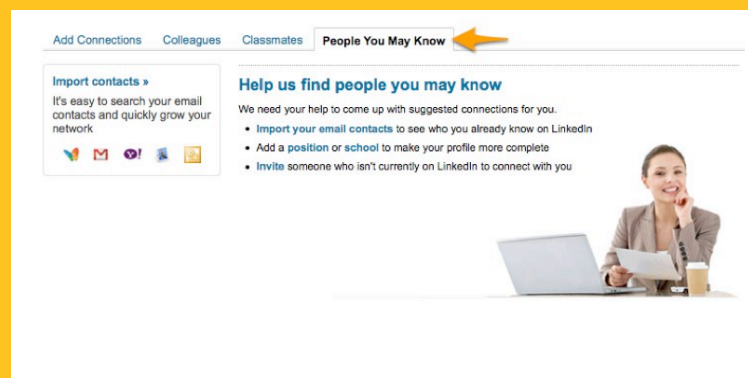 Add Connections Colleagues Classmates People You May Know
Import contacts »
It's easy to search your email
contacts and quickly grow your
network
Help us find people you may know
We need your help to come up with suggested connections for you.
Import your email contacts to see who you already know on LinkedIn
Add a position or school to make your profile more complete
Invite someone who isn't currently on LinkedIn to connect with you